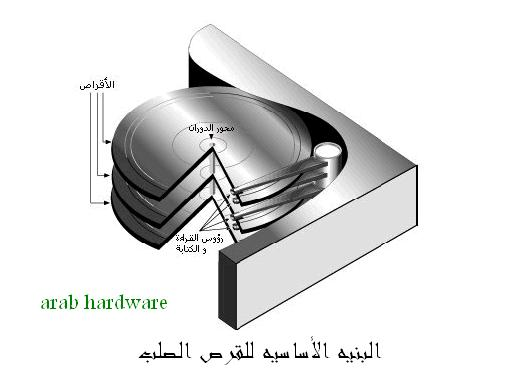 الأقراص
محور الدوران
رؤوس القراءة
و الكتابة
arab hardware
البنيه الأساسيه للقرص الصلب